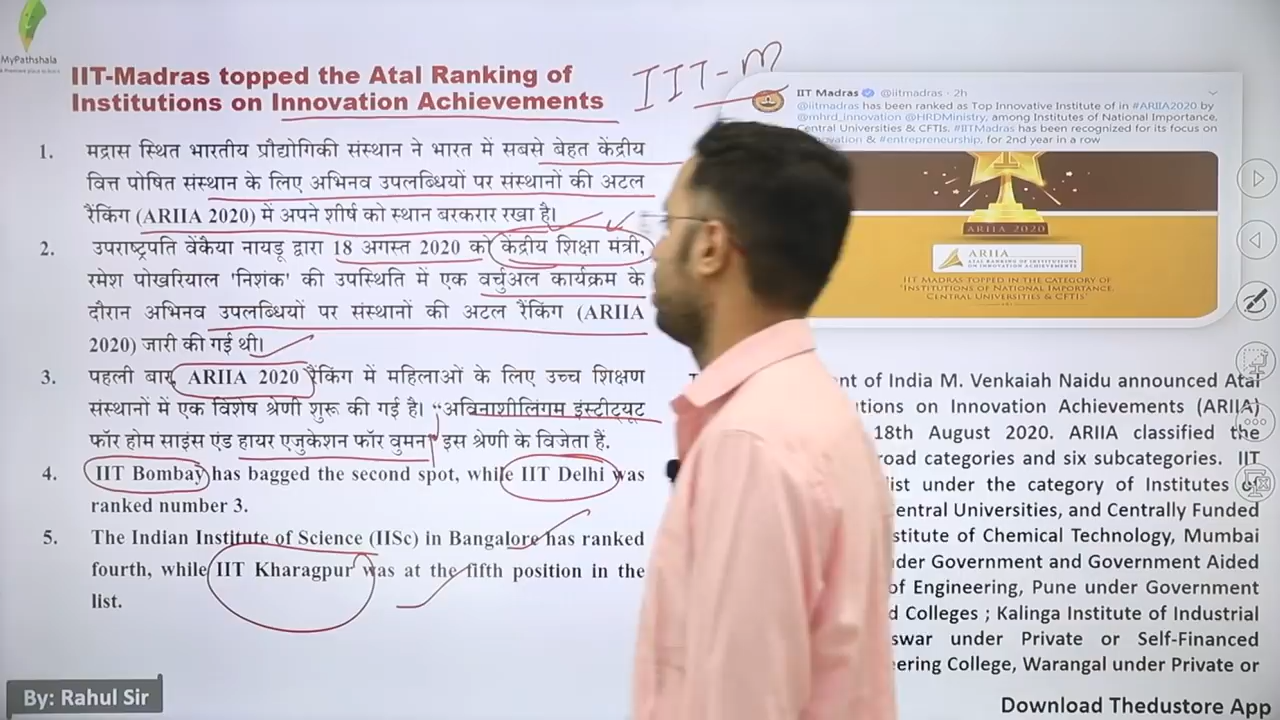 MyPathshala
IIT-Madras topped the Atal Ranking of
Institutions on Innovation Achievements
IIT-M
1. मद्रास स्थित भारतीय प्रौद्योगिकी संस्थान ने भारत में सबसे बेहत केंद्रीय
वित्त पोषित संस्थान के लिए अभिनव उपलब्धियों पर संस्थानों की अटल
रैंकिंग (ARIIA 2020) में अपने शीर्ष को स्थान बरकरार रखा है।
2. उपराष्ट्रपति वेंकैया नायडू द्वारा 18 अगस्त 2020 को केंद्रीय शिक्षा मंत्री,
रमेश पोखरियाल 'निशंक' की उपस्थिति में एक वर्चुअल कार्यक्रम के
दौरान अभिनव उपलब्धियों पर संस्थानों की अटल रैंकिंग (ARIIA
2020) जारी की गई थी।
3. पहली बार ARIIA 2020 रैंकिंग में महिलाओं के लिए उच्च शिक्षण
संस्थानों में एक विशेष श्रेणी शुरू की गई है। "अविनाशीलिंगम इंस्टीट्यूट
फॉर होम साइंस एंड हायर एजुकेशन फॉर वुमन" इस श्रेणी के विजेता हैं.
4. IIT Bombay has bagged the second spot, while IIT Delhi was
ranked number 3.
5. The Indian Institute of Science (IISc) in Bangalore has ranked
fourth, while IIT Kharagpur was at the fifth position in the
list.
IIT Madras @iitmadras · 2h
@iitmadras has been ranked as Top Innovative Institute of in #ARIIA2020 by
@mhrd_innovation @HRDMinistry, among Institutes of National Importance,
Central Universities & CFTIs. #IITMadras has been recognized for its focus on
& #entrepreneurship, for 2nd year in a row
ARIIA 2020
ARIIA
ATAL RANKING OF INSTITUTIONS
ON INNOVATION ACHIEVEMENTS
IIT MADRAS TOPPED IN THE CATEGORY OF
"INSTITUTIONS OF NATIONAL IMPORTANCE,
CENTRAL UNIVERSITIES & CFTIS"
of India M. Venkaiah Naidu announced Atal
on Innovation Achievements (ARIIA)
18th August 2020. ARIIA classified the
categories and six subcategories. IIT
under the category of Institutes of
Central Universities, and Centrally Funded
of Chemical Technology, Mumbai
Government and Government Aided
of Engineering, Pune under Government
Colleges ; Kalinga Institute of Industrial
under Private or Self-Financed
College, Warangal under Private or
By: Rahul Sir
Download Thedustore App